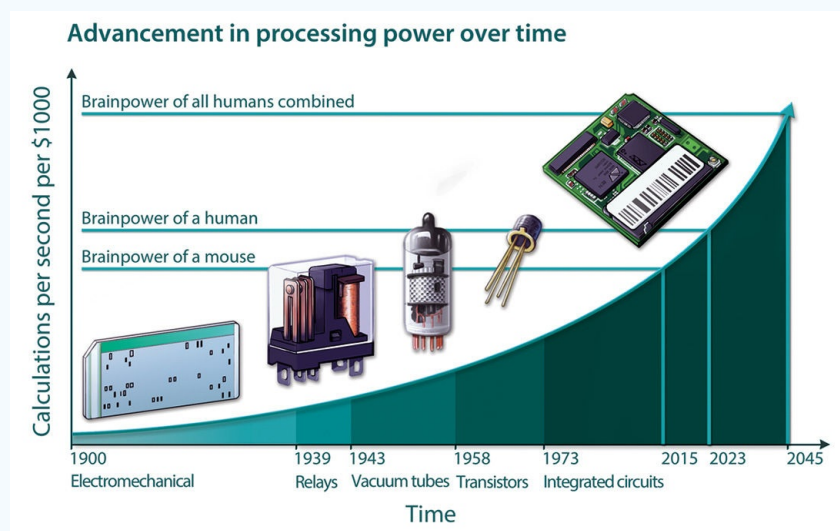 Advancement in processing power over time
Calculations per second per $1000
Brainpower of all humans combined
Brainpower of a human
Brainpower of a mouse
1900 1939 1943 1958 1973 2015 2023 2045
Electromechanical Relays Vacuum tubes Transistors Integrated circuits
Time